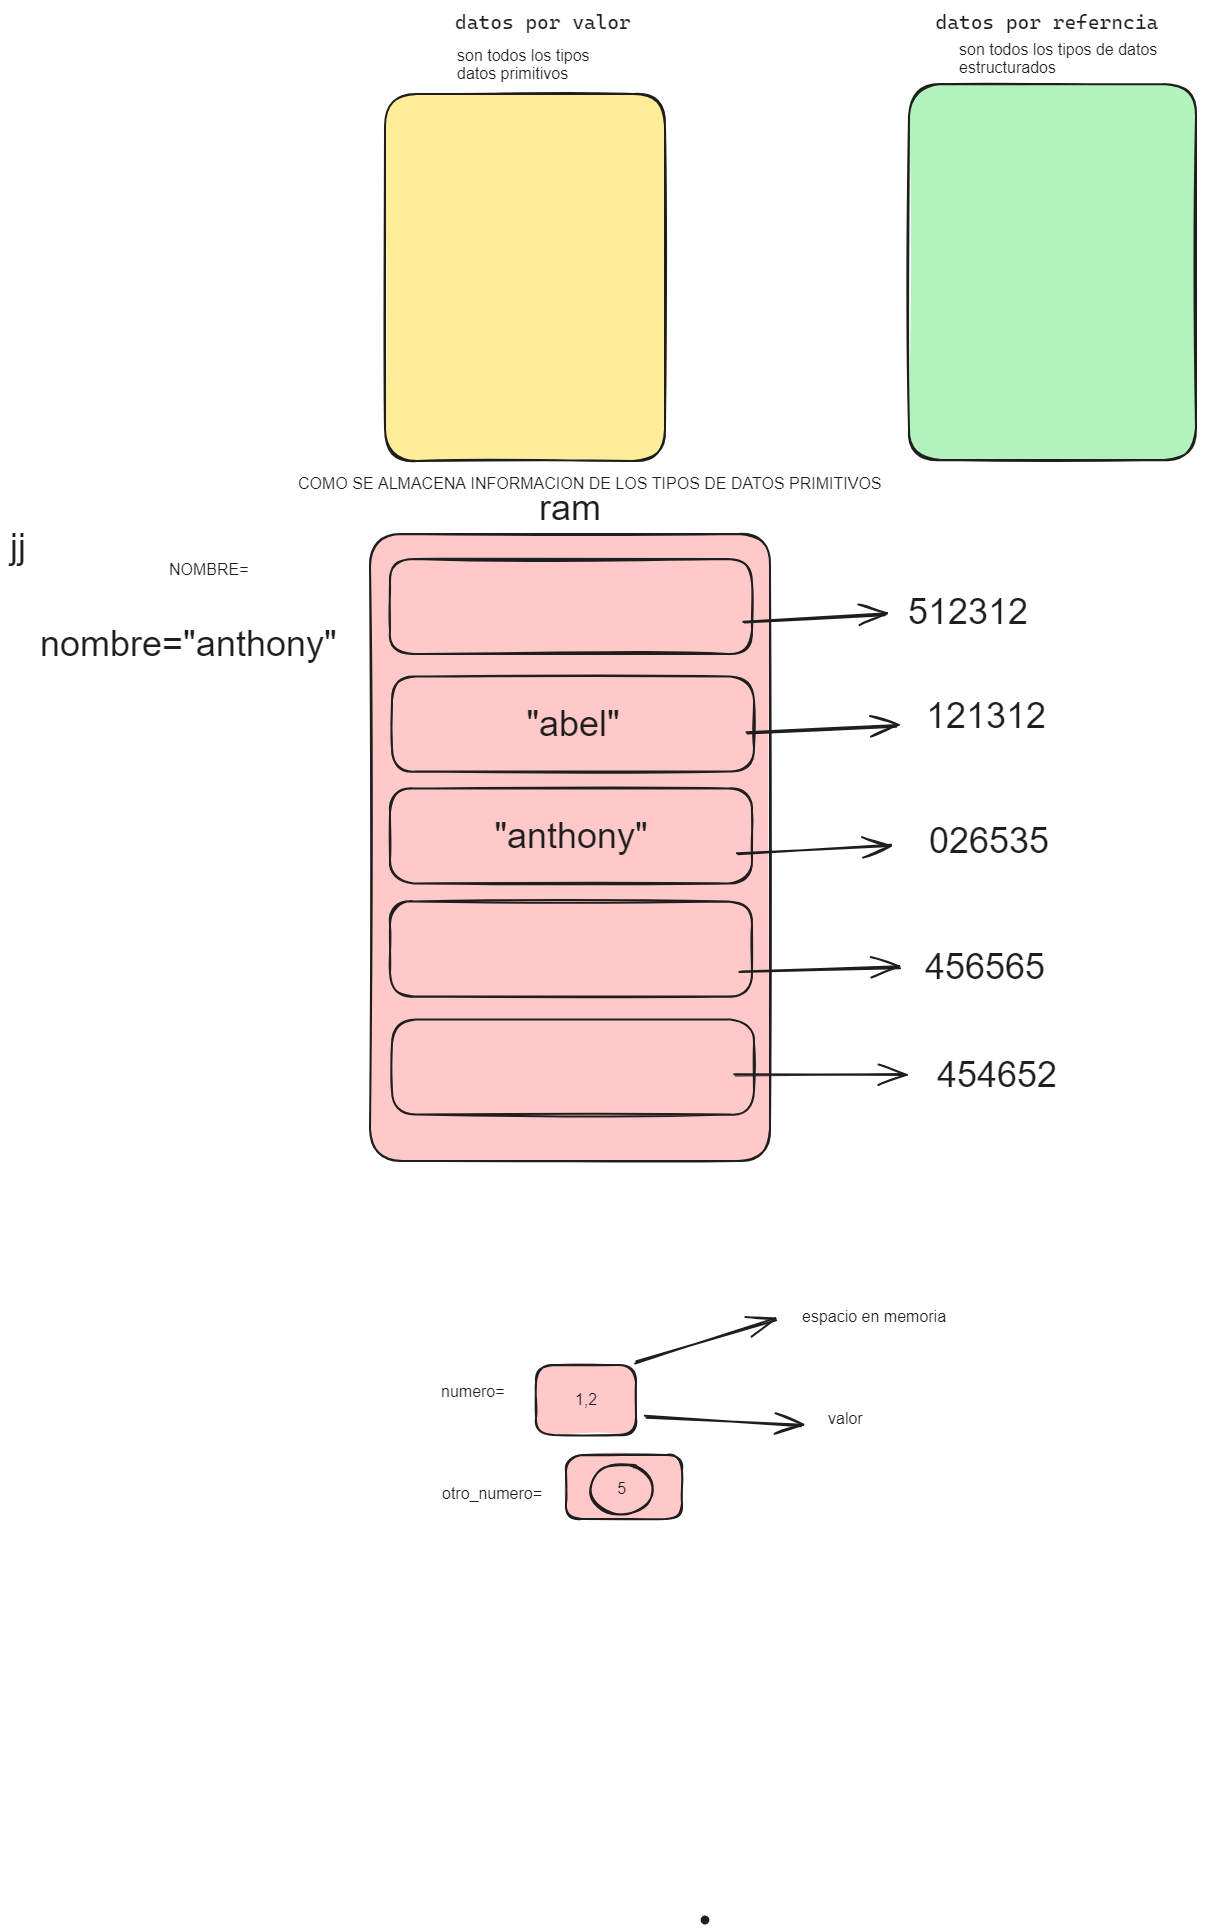 datos por valor
son todos los tipos
datos primitivos
datos por referncia
son todos los tipos de datos
estructurados
COMO SE ALMACENA INFORMACION DE LOS TIPOS DE DATOS PRIMITIVOS
ram
jj
NOMBRE=
nombre="anthony"
512312
"abel"
121312
"anthony"
026535
456565
454652
espacio en memoria
numero=
1,2
valor
otro_numero=
5